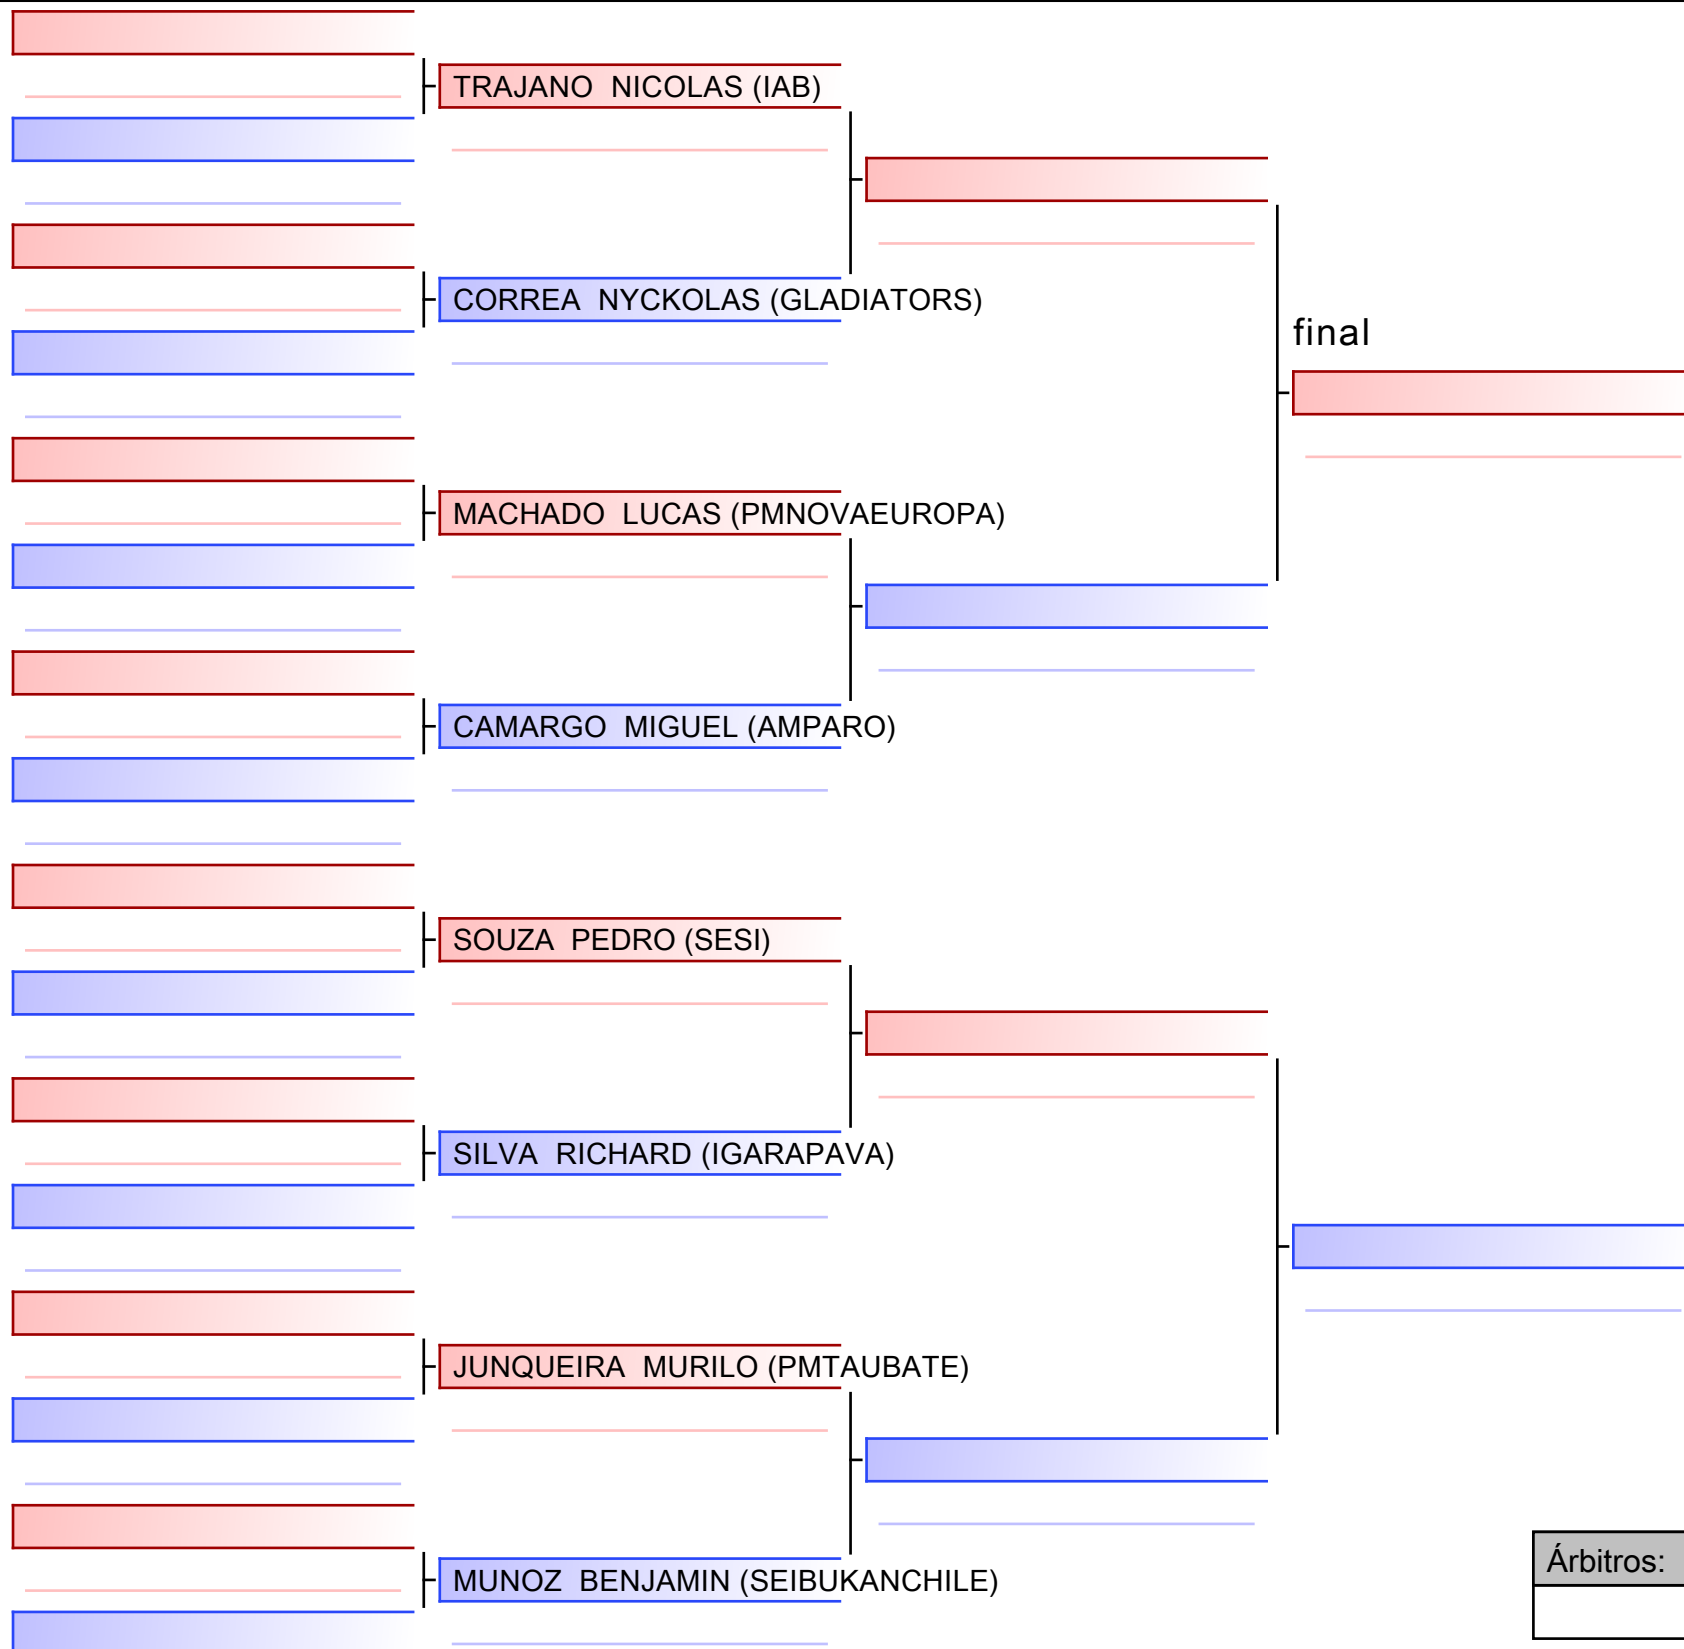 TRAJANO  NICOLAS (IAB)
CORREA  NYCKOLAS (GLADIATORS)
final
MACHADO  LUCAS (PMNOVAEUROPA)
CAMARGO  MIGUEL (AMPARO)
SOUZA  PEDRO (SESI)
SILVA  RICHARD (IGARAPAVA)
JUNQUEIRA  MURILO (PMTAUBATE)
MUNOZ  BENJAMIN (SEIBUKANCHILE)
Árbitros: